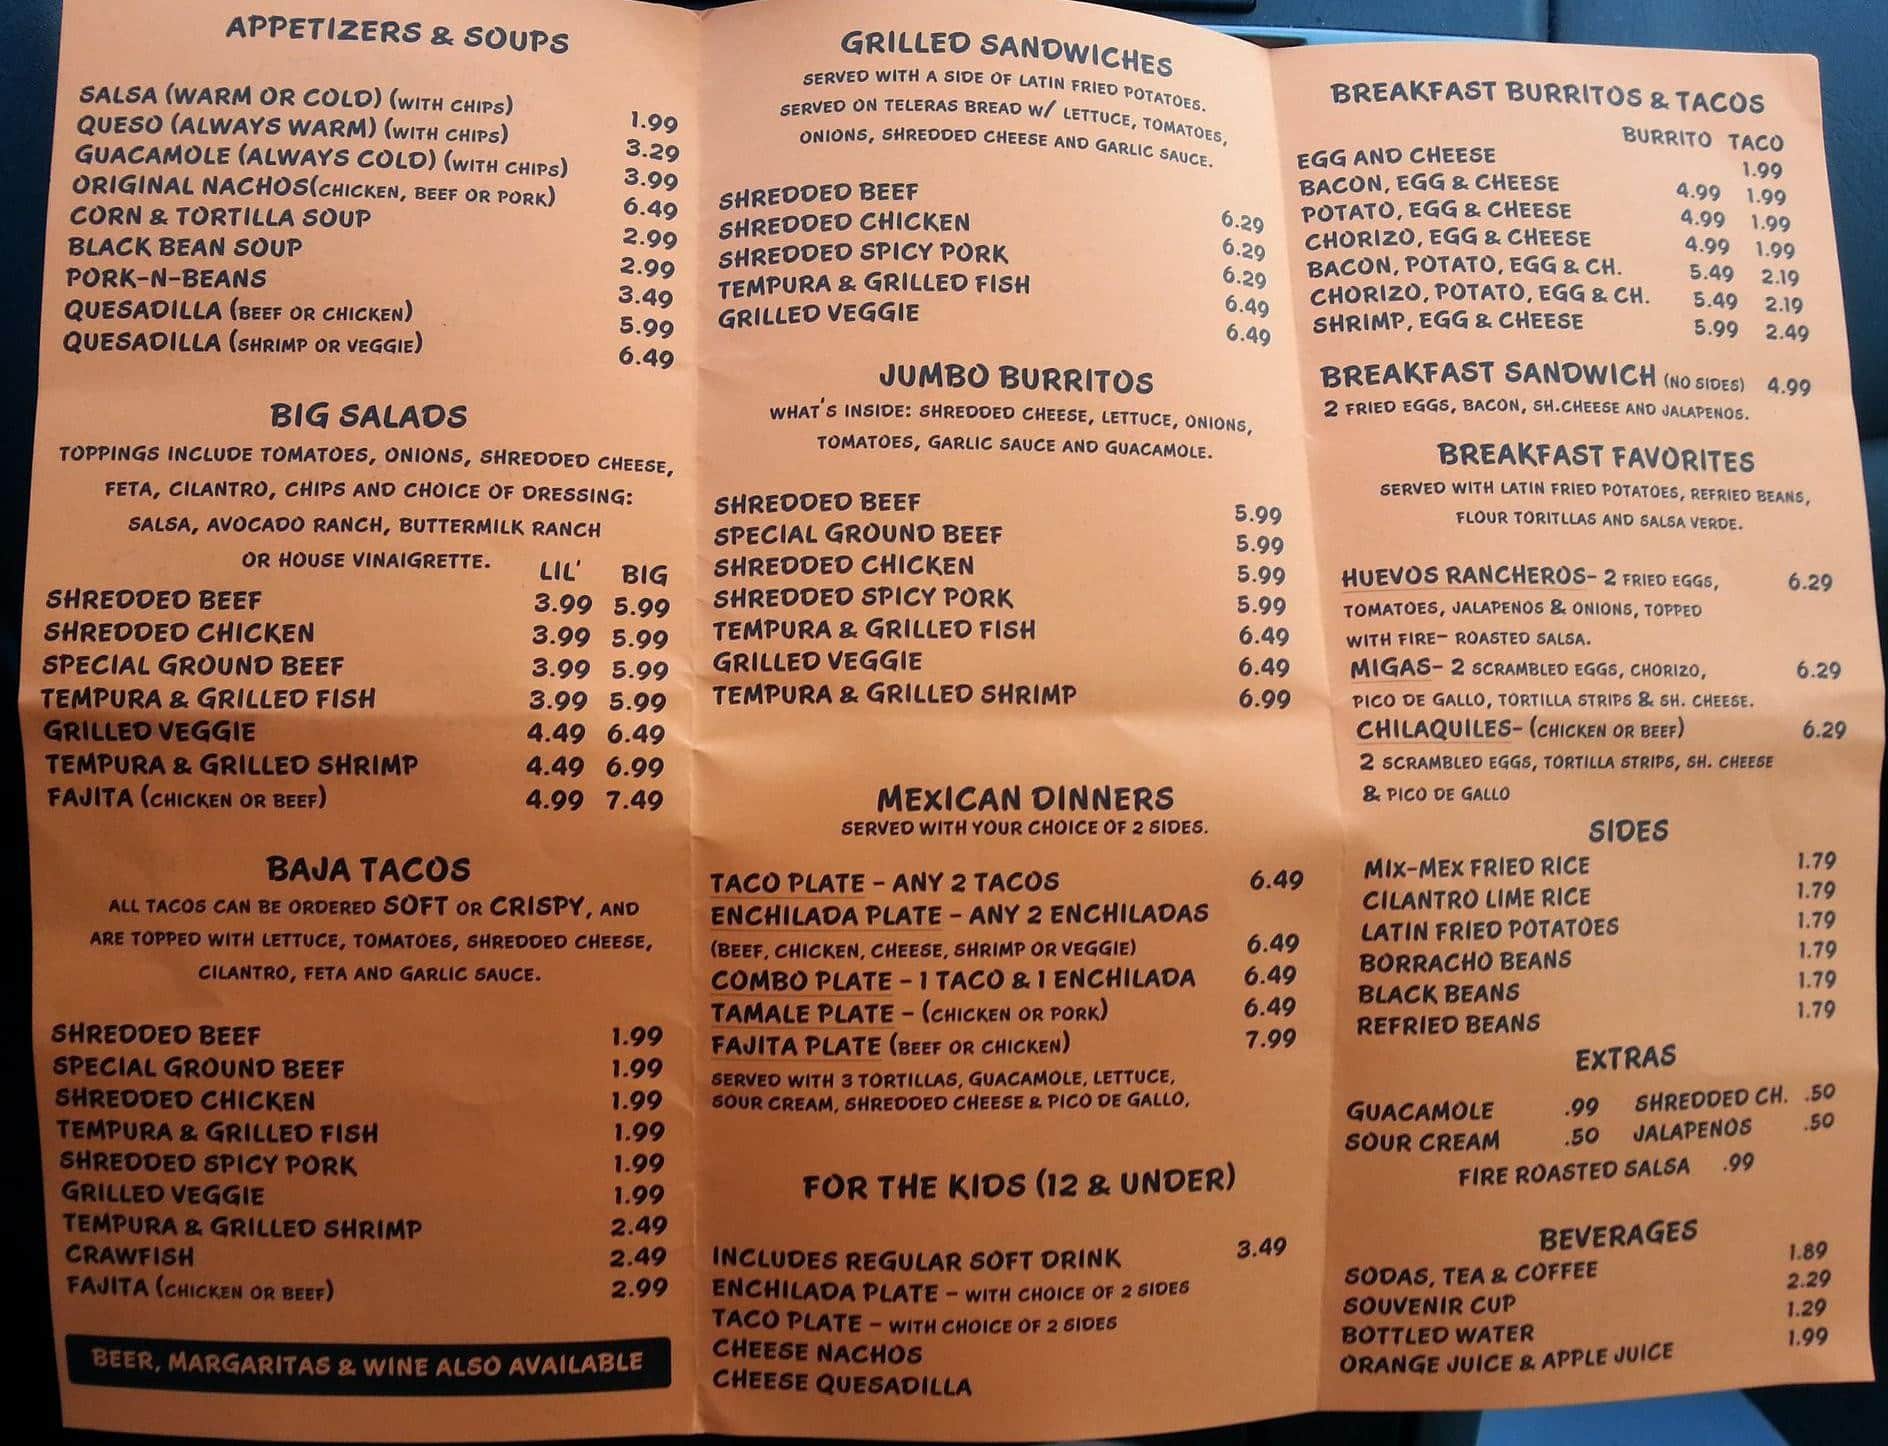 APPETIZERS & SOUPS
SALSA (WARM OR COLD) (WITH CHIPS) 1.99
QUESO (ALWAYS WARM) (WITH CHIPS) 3.29
GUACAMOLE (ALWAYS COLD) (WITH CHIPS) 3.99
ORIGINAL NACHOS(CHICKEN, BEEF OR PORK) 6.49
CORN & TORTILLA SOUP 2.99
BLACK BEAN SOUP 2.99
PORK-N-BEANS 3.49
QUESADILLA (BEEF OR CHICKEN) 5.99
QUESADILLA (SHRIMP OR VEGGIE) 6.49
BIG SALADS
TOPPINGS INCLUDE TOMATOES, ONIONS, SHREDDED CHEESE,
FETA, CILANTRO, CHIPS AND CHOICE OF DRESSING:
SALSA, AVOCADO RANCH, BUTTERMILK RANCH
OR HOUSE VINAIGRETTE. LIL' BIG
SHREDDED BEEF 3.99 5.99
SHREDDED CHICKEN 3.99 5.99
SPECIAL GROUND BEEF 3.99 5.99
TEMPURA & GRILLED FISH 3.99 5.99
GRILLED VEGGIE 4.49 6.49
TEMPURA & GRILLED SHRIMP 4.49 6.99
FAJITA (CHICKEN OR BEEF) 4.99 7.49
BAJA TACOS
ALL TACOS CAN BE ORDERED SOFT OR CRISPY, AND
ARE TOPPED WITH LETTUCE, TOMATOES, SHREDDED CHEESE,
CILANTRO, FETA AND GARLIC SAUCE.
SHREDDED BEEF 1.99
SPECIAL GROUND BEEF 1.99
SHREDDED CHICKEN 1.99
TEMPURA & GRILLED FISH 1.99
SHREDDED SPICY PORK 1.99
GRILLED VEGGIE 1.99
TEMPURA & GRILLED SHRIMP 2.49
CRAWFISH 2.49
FAJITA (CHICKEN OR BEEF) 2.99
BEER, MARGARITAS & WINE ALSO AVAILABLE
GRILLED SANDWICHES
SERVED WITH A SIDE OF LATIN FRIED POTATOES.
SERVED ON TELERAS BREAD W/ LETTUCE, TOMATOES,
ONIONS, SHREDDED CHEESE AND GARLIC SAUCE.
SHREDDED BEEF 6.29
SHREDDED CHICKEN 6.29
SHREDDED SPICY PORK 6.29
TEMPURA & GRILLED FISH 6.49
GRILLED VEGGIE 6.49
JUMBO BURRITOS
WHAT'S INSIDE: SHREDDED CHEESE, LETTUCE, ONIONS,
TOMATOES, GARLIC SAUCE AND GUACAMOLE.
SHREDDED BEEF 5.99
SPECIAL GROUND BEEF 5.99
SHREDDED CHICKEN 5.99
SHREDDED SPICY PORK 5.99
TEMPURA & GRILLED FISH 6.49
GRILLED VEGGIE 6.49
TEMPURA & GRILLED SHRIMP 6.99
MEXICAN DINNERS
SERVED WITH YOUR CHOICE OF 2 SIDES.
TACO PLATE - ANY 2 TACOS 6.49
ENCHILADA PLATE - ANY 2 ENCHILADAS
(BEEF, CHICKEN, CHEESE, SHRIMP OR VEGGIE) 6.49
COMBO PLATE - 1 TACO & 1 ENCHILADA 6.49
TAMALE PLATE - (CHICKEN OR PORK) 6.49
FAJITA PLATE (BEEF OR CHICKEN) 7.99
SERVED WITH 3 TORTILLAS, GUACAMOLE, LETTUCE,
SOUR CREAM, SHREDDED CHEESE & PICO DE GALLO,
FOR THE KIDS (12 & UNDER)
INCLUDES REGULAR SOFT DRINK 3.49
ENCHILADA PLATE - WITH CHOICE OF 2 SIDES
TACO PLATE - WITH CHOICE OF 2 SIDES
CHEESE NACHOS
CHEESE QUESADILLA
BREAKFAST BURRITOS & TACOS
BURRITO TACO
EGG AND CHEESE 1.99
BACON, EGG & CHEESE 4.99 1.99
POTATO, EGG & CHEESE 4.99 1.99
CHORIZO, EGG & CHEESE 4.99 1.99
BACON, POTATO, EGG & CH. 5.49 2.19
CHORIZO, POTATO, EGG & CH. 5.49 2.19
SHRIMP, EGG & CHEESE 5.99 2.49
BREAKFAST SANDWICH (NO SIDES) 4.99
2 FRIED EGGS, BACON, SH.CHEESE AND JALAPENOS.
BREAKFAST FAVORITES
SERVED WITH LATIN FRIED POTATOES, REFRIED BEANS,
FLOUR TORITLLAS AND SALSA VERDE.
HUEVOS RANCHEROS- 2 FRIED EGGS, 6.29
TOMATOES, JALAPENOS & ONIONS, TOPPED
WITH FIRE- ROASTED SALSA.
MIGAS- 2 SCRAMBLED EGGS, CHORIZO, 6.29
PICO DE GALLO, TORTILLA STRIPS & SH. CHEESE.
CHILAQUILES- (CHICKEN OR BEEF) 6.29
2 SCRAMBLED EGGS, TORTILLA STRIPS, SH. CHEESE
& PICO DE GALLO
SIDES
MIX-MEX FRIED RICE 1.79
CILANTRO LIME RICE 1.79
LATIN FRIED POTATOES 1.79
BORRACHO BEANS 1.79
BLACK BEANS 1.79
REFRIED BEANS 1.79
EXTRAS
GUACAMOLE .99 SHREDDED CH. .50
SOUR CREAM .50 JALAPENOS .50
FIRE ROASTED SALSA .99
BEVERAGES
SODAS, TEA & COFFEE 1.89
SOUVENIR CUP 2.29
BOTTLED WATER 1.29
ORANGE JUICE & APPLE JUICE 1.99